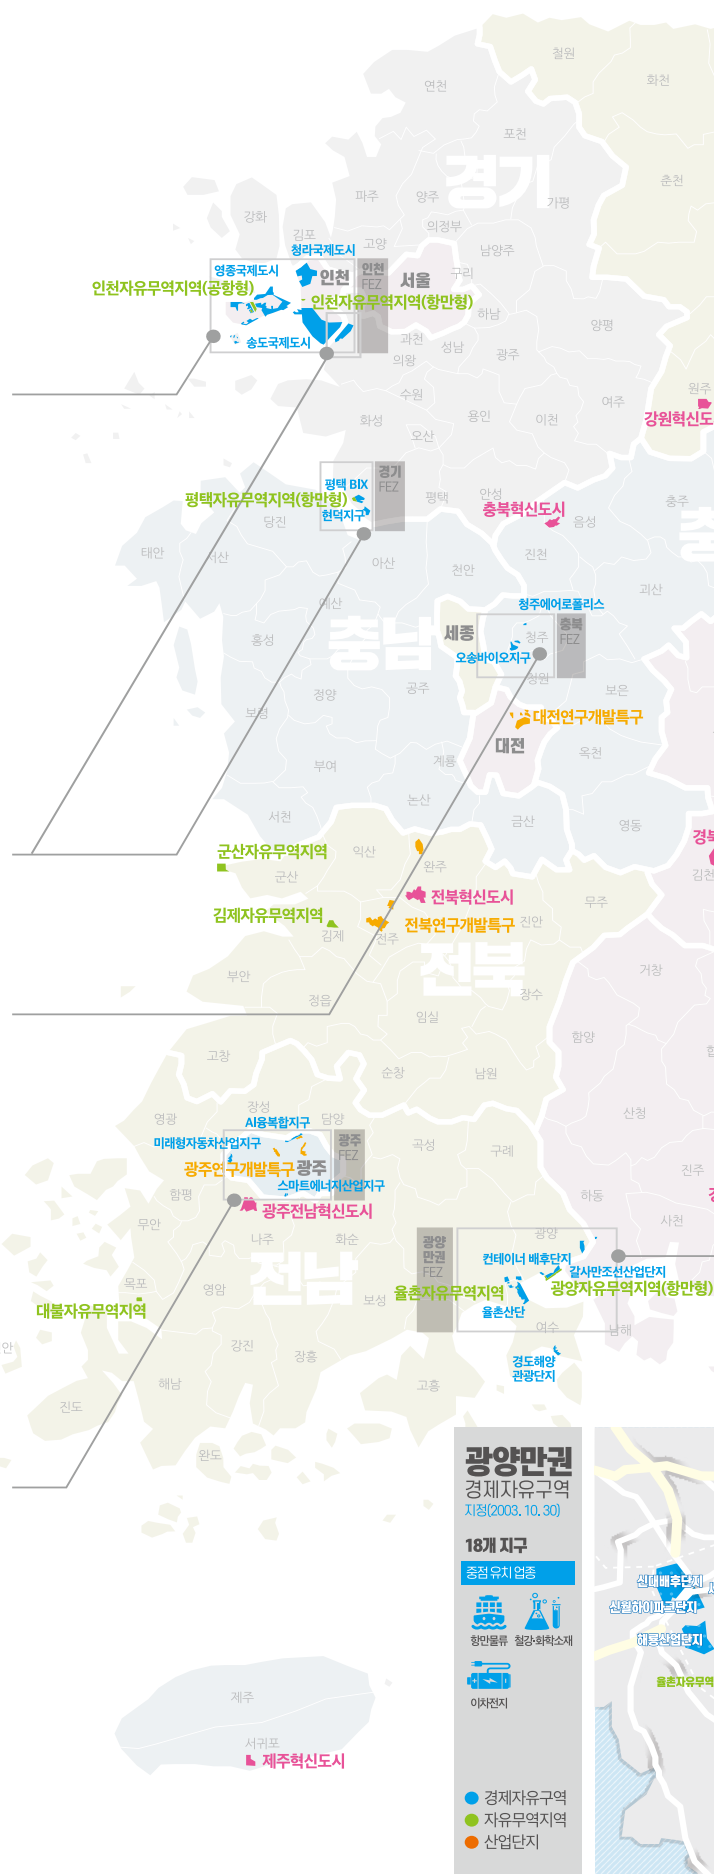 철원
화천
연천
포천
춘천
경기
파주
양주
가평
강화
의정부
김포
고양
남양주
청라국제도시
영종국제도시
인천
인천
FEZ
서울
구리
인천자유무역지역(공항형)
인천자유무역지역(항만형)
하남
양평
송도국제도시
과천
성남
광주
의왕
수원
원주
여주
화성
용인
이천
강원혁신도
오산
경기
FEZ
평택 BIX
평택자유무역지역(항만형)
평택
안성
충주
현덕지구
충북혁신도시
음성
당진
태안
서산
아산
천안
진천
괴산
예산
청주에어로폴리스
충남
세종
청주
충북
FEZ
홍성
오송바이오지구
청원
정양
공주
보은
보령
대전연구개발특구
대전
옥천
부여
계룡
논산
서천
금산
영동
경북
군산자유무역지역
익산
완주
군산
김천
전북혁신도시
무주
김제자유무역지역
전북연구개발특구
진안
김제
전주
전북
거창
부안
정읍
장수
임실
함양
고창
순창
남원
장성
산청
영광
담양
AI융복합지구
미래형자동차산업지구
광주
FEZ
곡성
구례
광주연구개발특구
광주
진주
스마트에너지산업지구
함평
하동
광주전남혁신도시
무안
사천
나주
화순
광양
광양
만권
FEZ
컨테이너 배후단지
갈사만조선산업단지
전남
목포
영암
율촌자유무역지역
광양자유무역지역(항만형)
보성
대불자유무역지역
율촌산단
여수
남해
안
강진
장흥
경도해양
관광단지
해남
고흥
진도
완도
광양만권
경제자유구역
지정(2003. 10. 30)
18개 지구
중점 유치 업종
항만물류
철강·화학소재
이차전지
신대배후단지
신월하이파크단지
해룡산업단지
율촌자유무역
제주
서귀포
제주혁신도시
경제자유구역
자유무역지역
산업단지